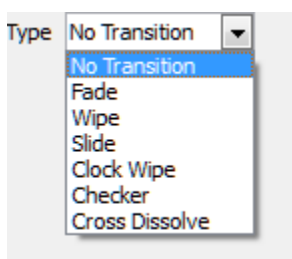 Type No Transition
No Transition
Fade
Wipe
Slide
Clock Wipe
Checker
Cross Dissolve